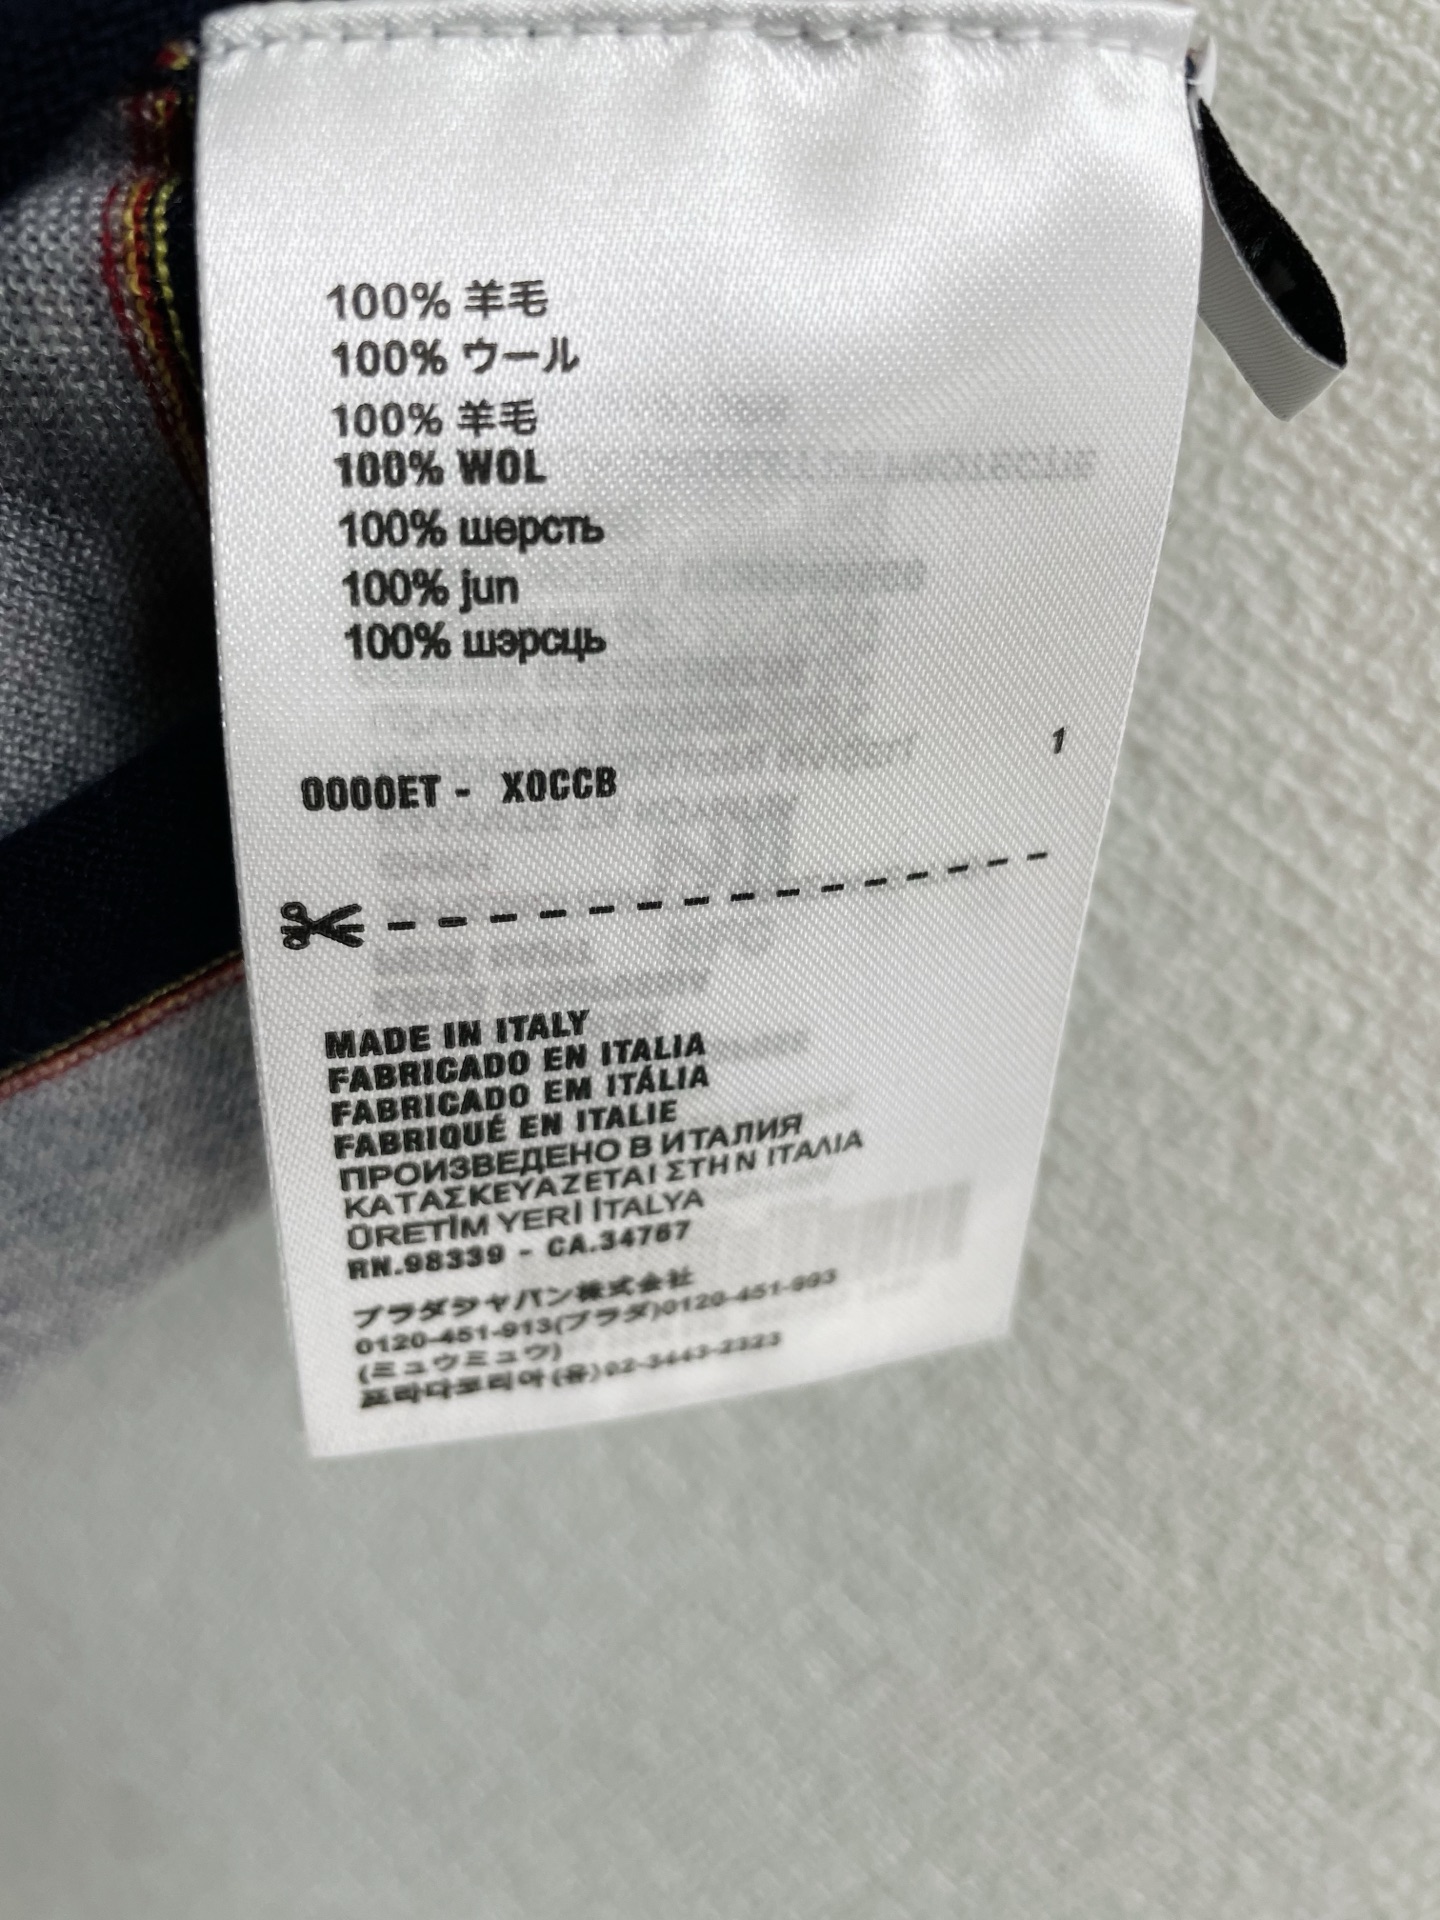 100% 羊毛
100% ウール
100% 羊毛
100% WOL
100% шерсть
100% jun
100% шэрсць
1
0000ET - X0CCB
MADE IN ITALY
FABRICADO EN ITALIA
FABRICADO EM ITÁLIA
FABRIQUÉ EN ITALIE
ПРОИЗВЕДЕНО В ИТАЛИЯ
ΚΑΤΑΣΚΕΥΑΖΕΤΑΙ ΣΤΗΝ ΙΤΑΛΙΑ
ÜRETİM YERİ İTALYA
RN.98339 - CA.34767
プラダジャパン株式会社
0120-451-913(プラダ)0120-451-993
(ミュウミュウ)
프라다코리아(유)02-3443-2323